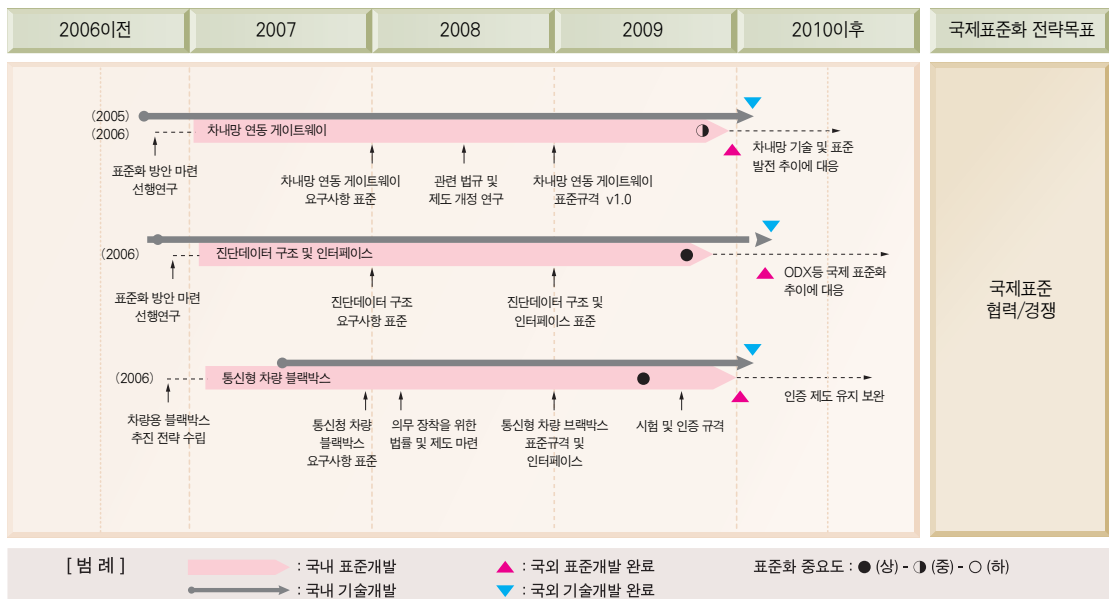 2006이전
2007
2008
2009
2010이후
국제표준화 전략목표
(2005)
(2006)
차내망 연동 게이트웨이
표준화 방안 마련
선행연구
차내망 연동 게이트웨이
요구사항 표준
관련 법규 및
제도 개정 연구
차내망 연동 게이트웨이
표준규격 v1.0
차내망 기술 및 표준
발전 추이에 대응
(2006)
진단데이터 구조 및 인터페이스
표준화 방안 마련
선행연구
진단데이터 구조
요구사항 표준
진단데이터 구조 및
인터페이스 표준
ODX등 국제 표준화
추이에 대응
국제표준
협력/경쟁
(2006)
통신형 차량 블랙박스
차량용 블랙박스
추진 전략 수립
통신청 차량
블랙박스
요구사항 표준
의무 장착을 위한
법률 및 제도 마련
통신형 차량 브랙박스
표준규격 및
인터페이스
시험 및 인증 규격
인증 제도 유지 보완
[ 범 례 ]
: 국내 표준개발
: 국외 표준개발 완료
표준화 중요도 : ● (상) - ◑ (중) - ○ (하)
: 국내 기술개발
: 국외 기술개발 완료